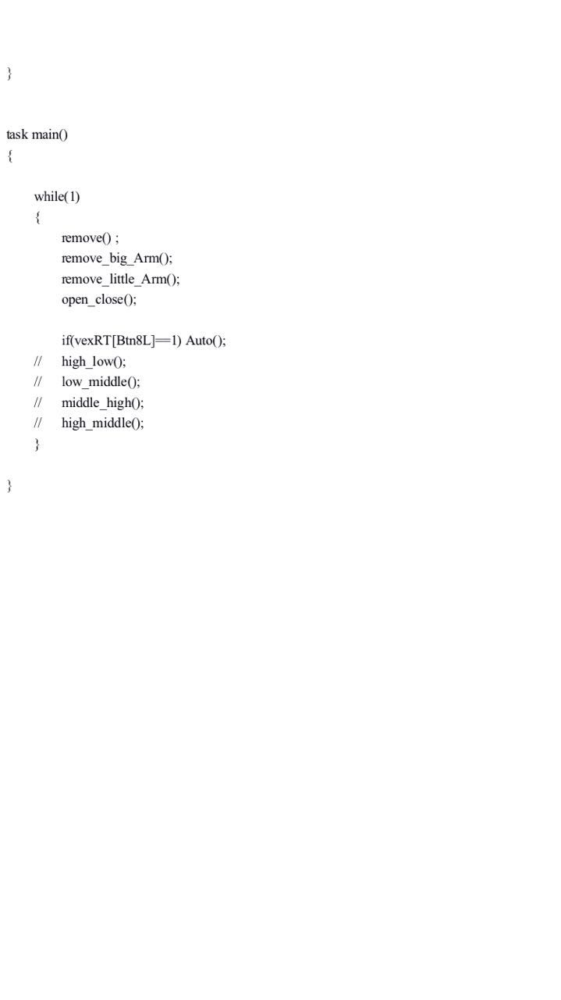 }
task main()
{
while(1)
{
remove() ;
remove_big_Arm();
remove_little_Arm();
open_close();
if(vexRT[Btn8L]==1) Auto();
// high_low();
// low_middle();
// middle_high();
// high_middle();
}
}